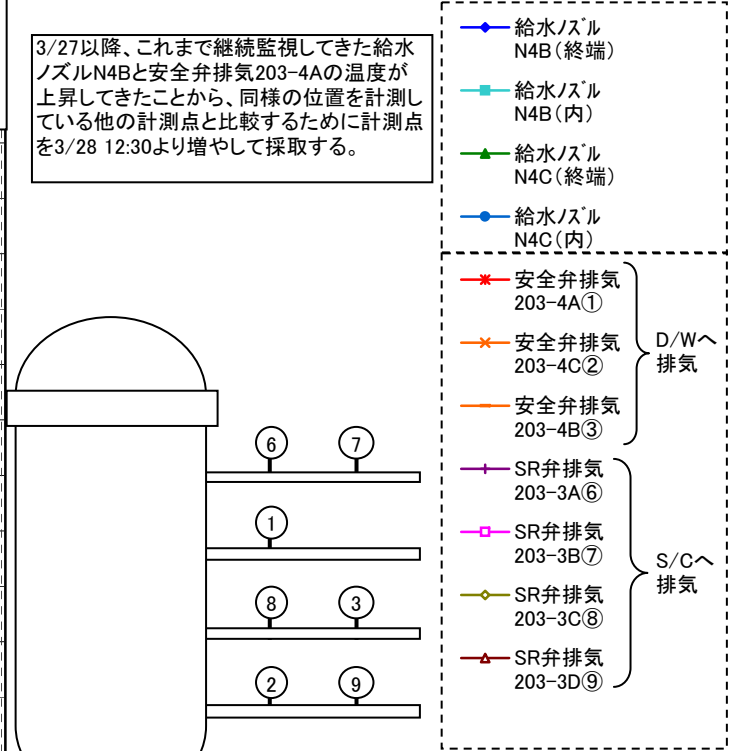 3/27以降、これまで継続監視してきた給水
ノズルN4Bと安全弁排気203-4Aの温度が
上昇してきたことから、同様の位置を計測し
ている他の計測点と比較するために計測点
を3/28 12:30より増やして採取する。
給水ノズル
N4B(終端)
給水ノズル
N4B(内)
給水ノズル
N4C(終端)
給水ノズル
N4C(内)
安全弁排気
203-4A①
安全弁排気
203-4C②
安全弁排気
203-4B③
D/Wへ
排気
SR弁排気
203-3A⑥
SR弁排気
203-3B⑦
SR弁排気
203-3C⑧
SR弁排気
203-3D⑨
S/Cへ
排気
6 7
1
8 3
2 9